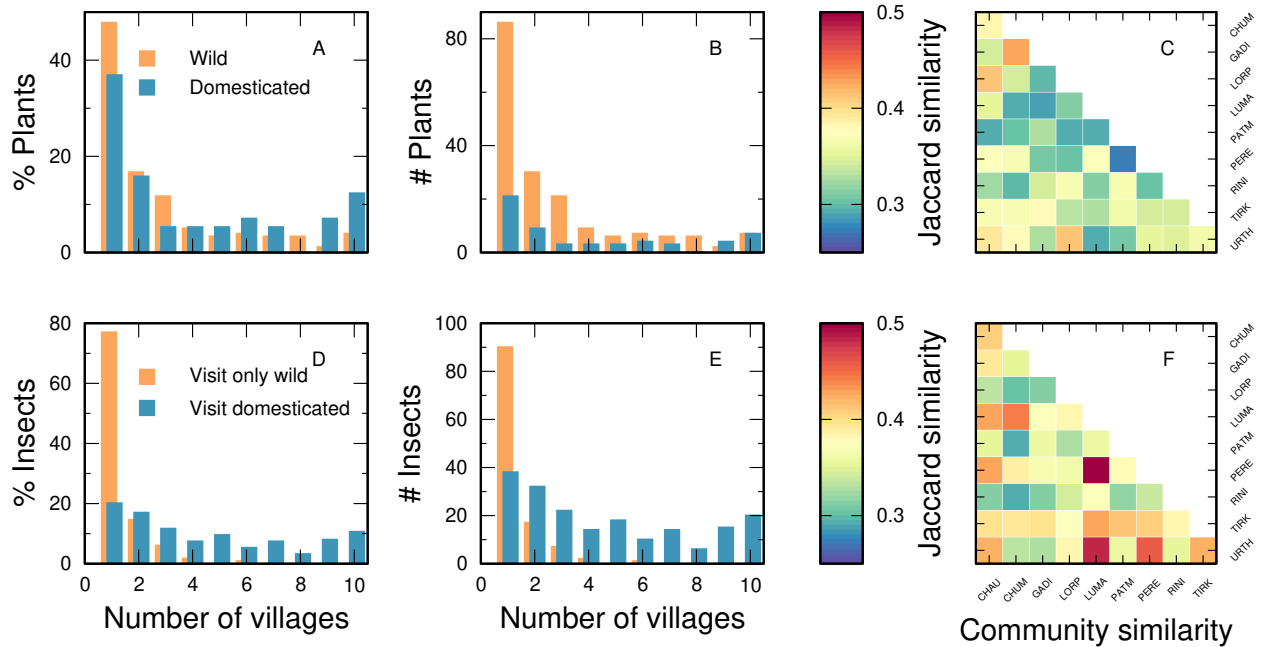 % Plants
40
20
0
A
Wild
Domesticated
# Plants
80
40
0
B
0.5
0.4
0.3
Jaccard similarity
C
CHUM
GADI
LORP
LUMA
PATM
PERE
RINI
TIRK
URTH
% Insects
80
60
40
20
0
D
Visit only wild
Visit domesticated
0 2 4 6 8 10
Number of villages
# Insects
100
80
60
40
20
0
E
0 2 4 6 8 10
Number of villages
0.5
0.4
0.3
Jaccard similarity
F
CHUM
GADI
LORP
LUMA
PATM
PERE
RINI
TIRK
URTH
CHAU CHUM GADI LORP LUMA PATM PERE RINI TIRK
Community similarity